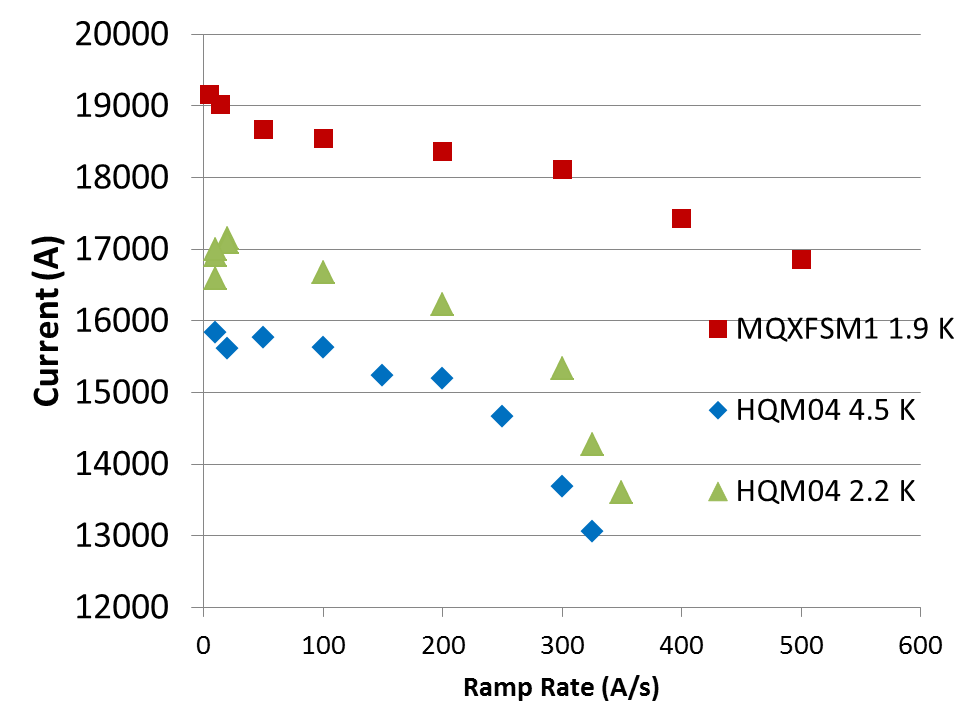 20000
19000
18000
17000
16000
15000
14000
13000
12000
Current (A)
0 100 200 300 400 500 600
Ramp Rate (A/s)
MQXFSM1 1.9 K
HQM04 4.5 K
HQM04 2.2 K